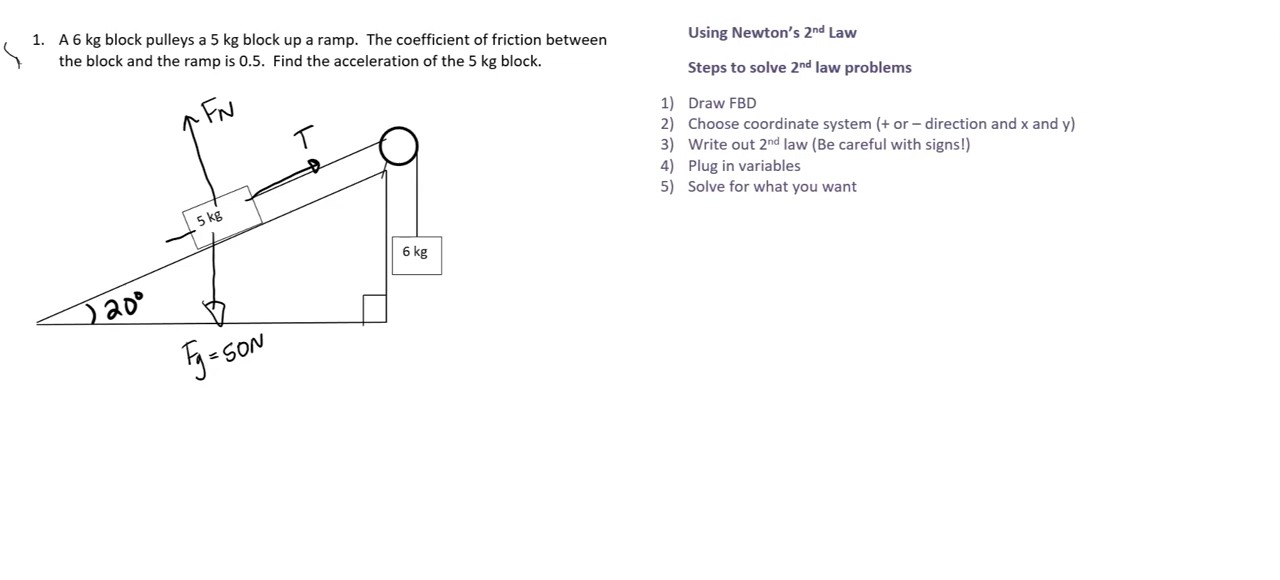 1. A 6 kg block pulleys a 5 kg block up a ramp. The coefficient of friction between
the block and the ramp is 0.5. Find the acceleration of the 5 kg block.
FN
T
5 kg
6 kg
20°
Fg = 50N
Using Newton's 2nd Law
Steps to solve 2nd law problems
1) Draw FBD
2) Choose coordinate system (+ or – direction and x and y)
3) Write out 2nd law (Be careful with signs!)
4) Plug in variables
5) Solve for what you want